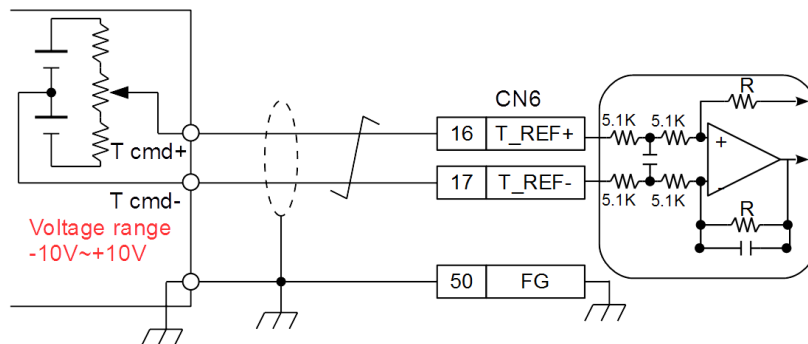 CN6
T cmd+
16 T_REF+
5.1K 5.1K
R
+
T cmd-
17 T_REF-
-
5.1K 5.1K
R
Voltage range
-10V~+10V
50 FG